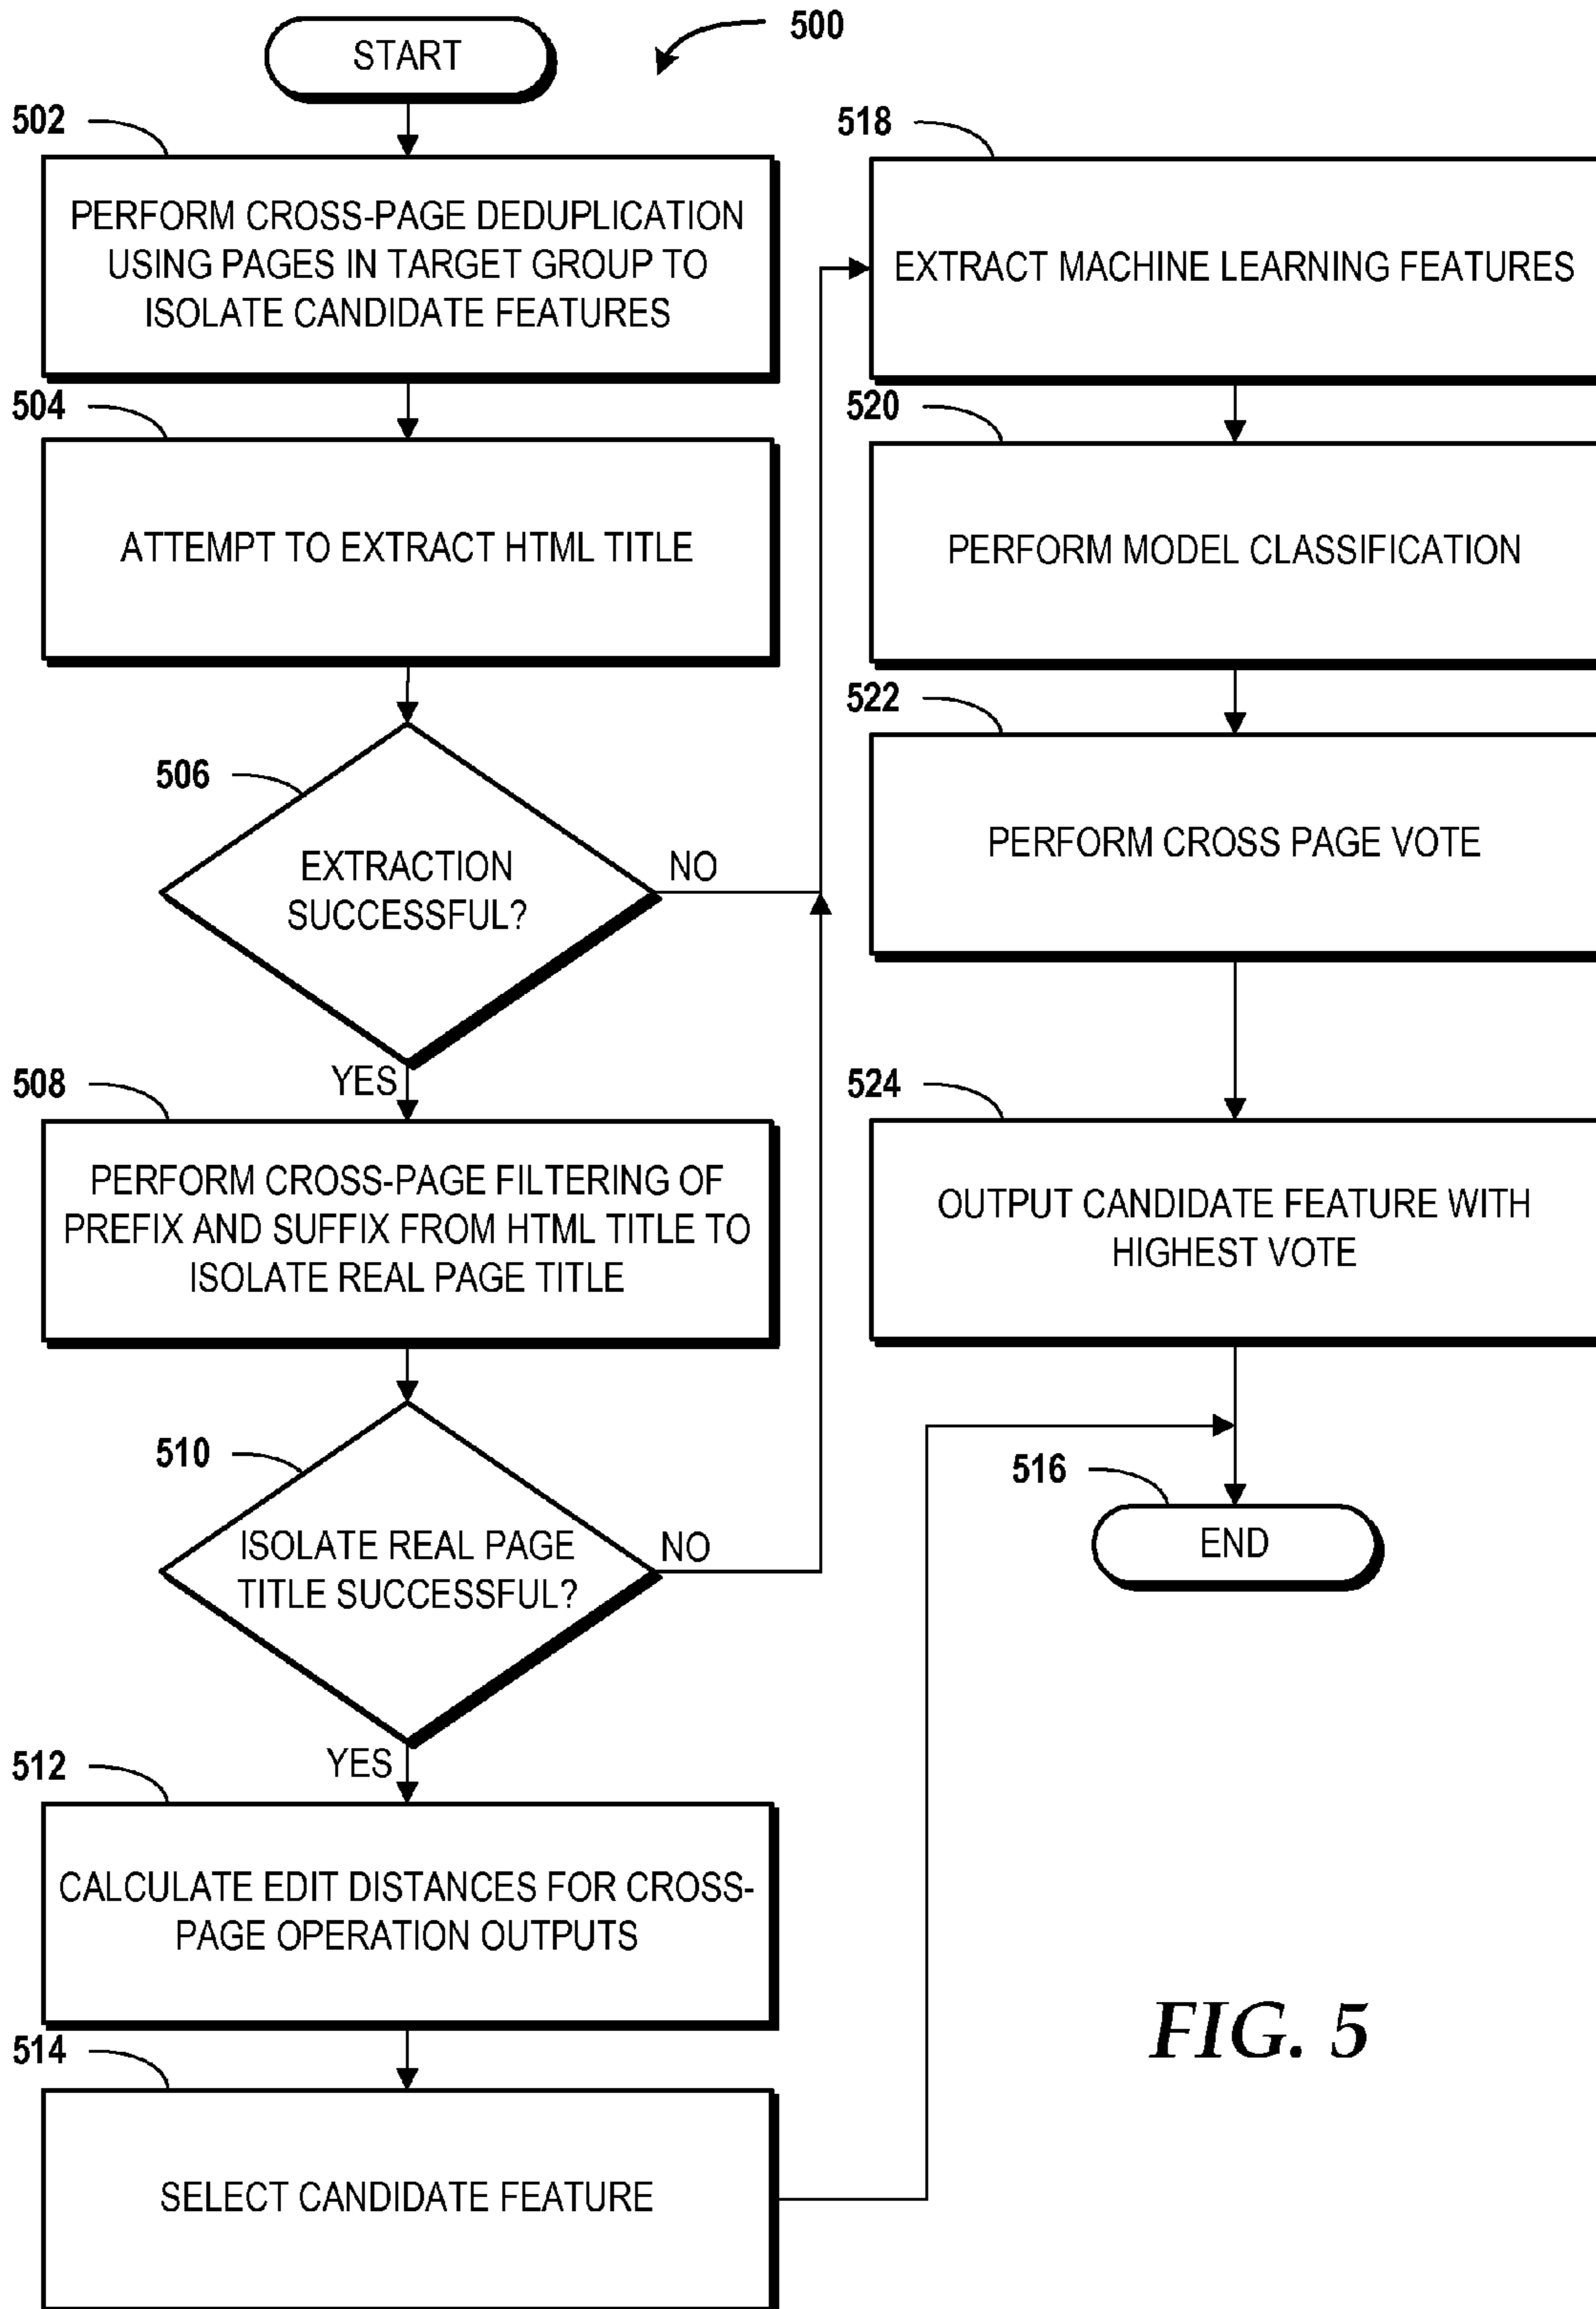 START
500
502
PERFORM CROSS-PAGE DEDUPLICATION
USING PAGES IN TARGET GROUP TO
ISOLATE CANDIDATE FEATURES
504
ATTEMPT TO EXTRACT HTML TITLE
506
EXTRACTION
SUCCESSFUL?
NO
YES
508
PERFORM CROSS-PAGE FILTERING OF
PREFIX AND SUFFIX FROM HTML TITLE TO
ISOLATE REAL PAGE TITLE
510
ISOLATE REAL PAGE
TITLE SUCCESSFUL?
NO
YES
512
CALCULATE EDIT DISTANCES FOR CROSS-
PAGE OPERATION OUTPUTS
514
SELECT CANDIDATE FEATURE
518
EXTRACT MACHINE LEARNING FEATURES
520
PERFORM MODEL CLASSIFICATION
522
PERFORM CROSS PAGE VOTE
524
OUTPUT CANDIDATE FEATURE WITH
HIGHEST VOTE
516
END
FIG. 5